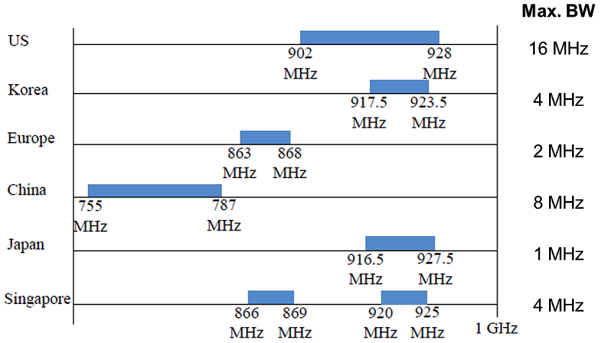 Max. BW
US
902
MHz
928
MHz
16 MHz
Korea
917.5
MHz
923.5
MHz
4 MHz
Europe
863
MHz
868
MHz
2 MHz
China
755
MHz
787
MHz
8 MHz
Japan
916.5
MHz
927.5
MHz
1 MHz
Singapore
866
MHz
869
MHz
920
MHz
925
MHz
4 MHz
1 GHz